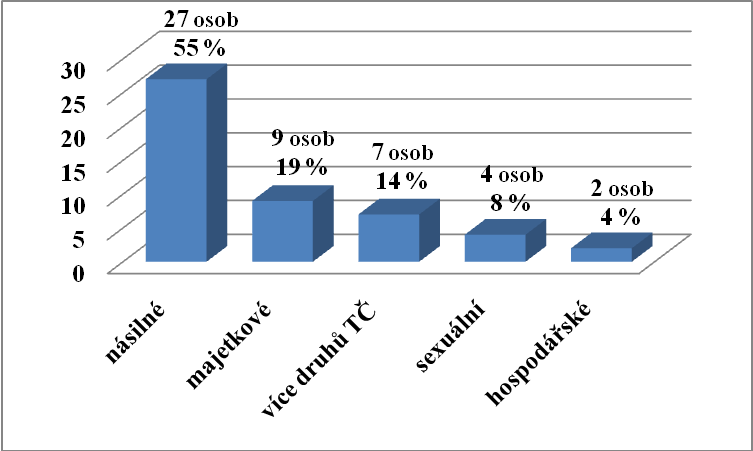 27 osob
55 %
9 osob
19 %
7 osob
14 %
4 osob
8 %
2 osob
4 %
30
25
20
15
10
5
0
násilné
majetkové
více druhů TČ
sexuální
hospodářské